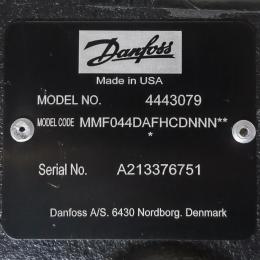 Danfoss
Made in USA
MODEL NO. 4443079
MODEL CODE MMF044DAFHCDNNN**
*
Serial No. A213376751
Danfoss A/S. 6430 Nordborg. Denmark